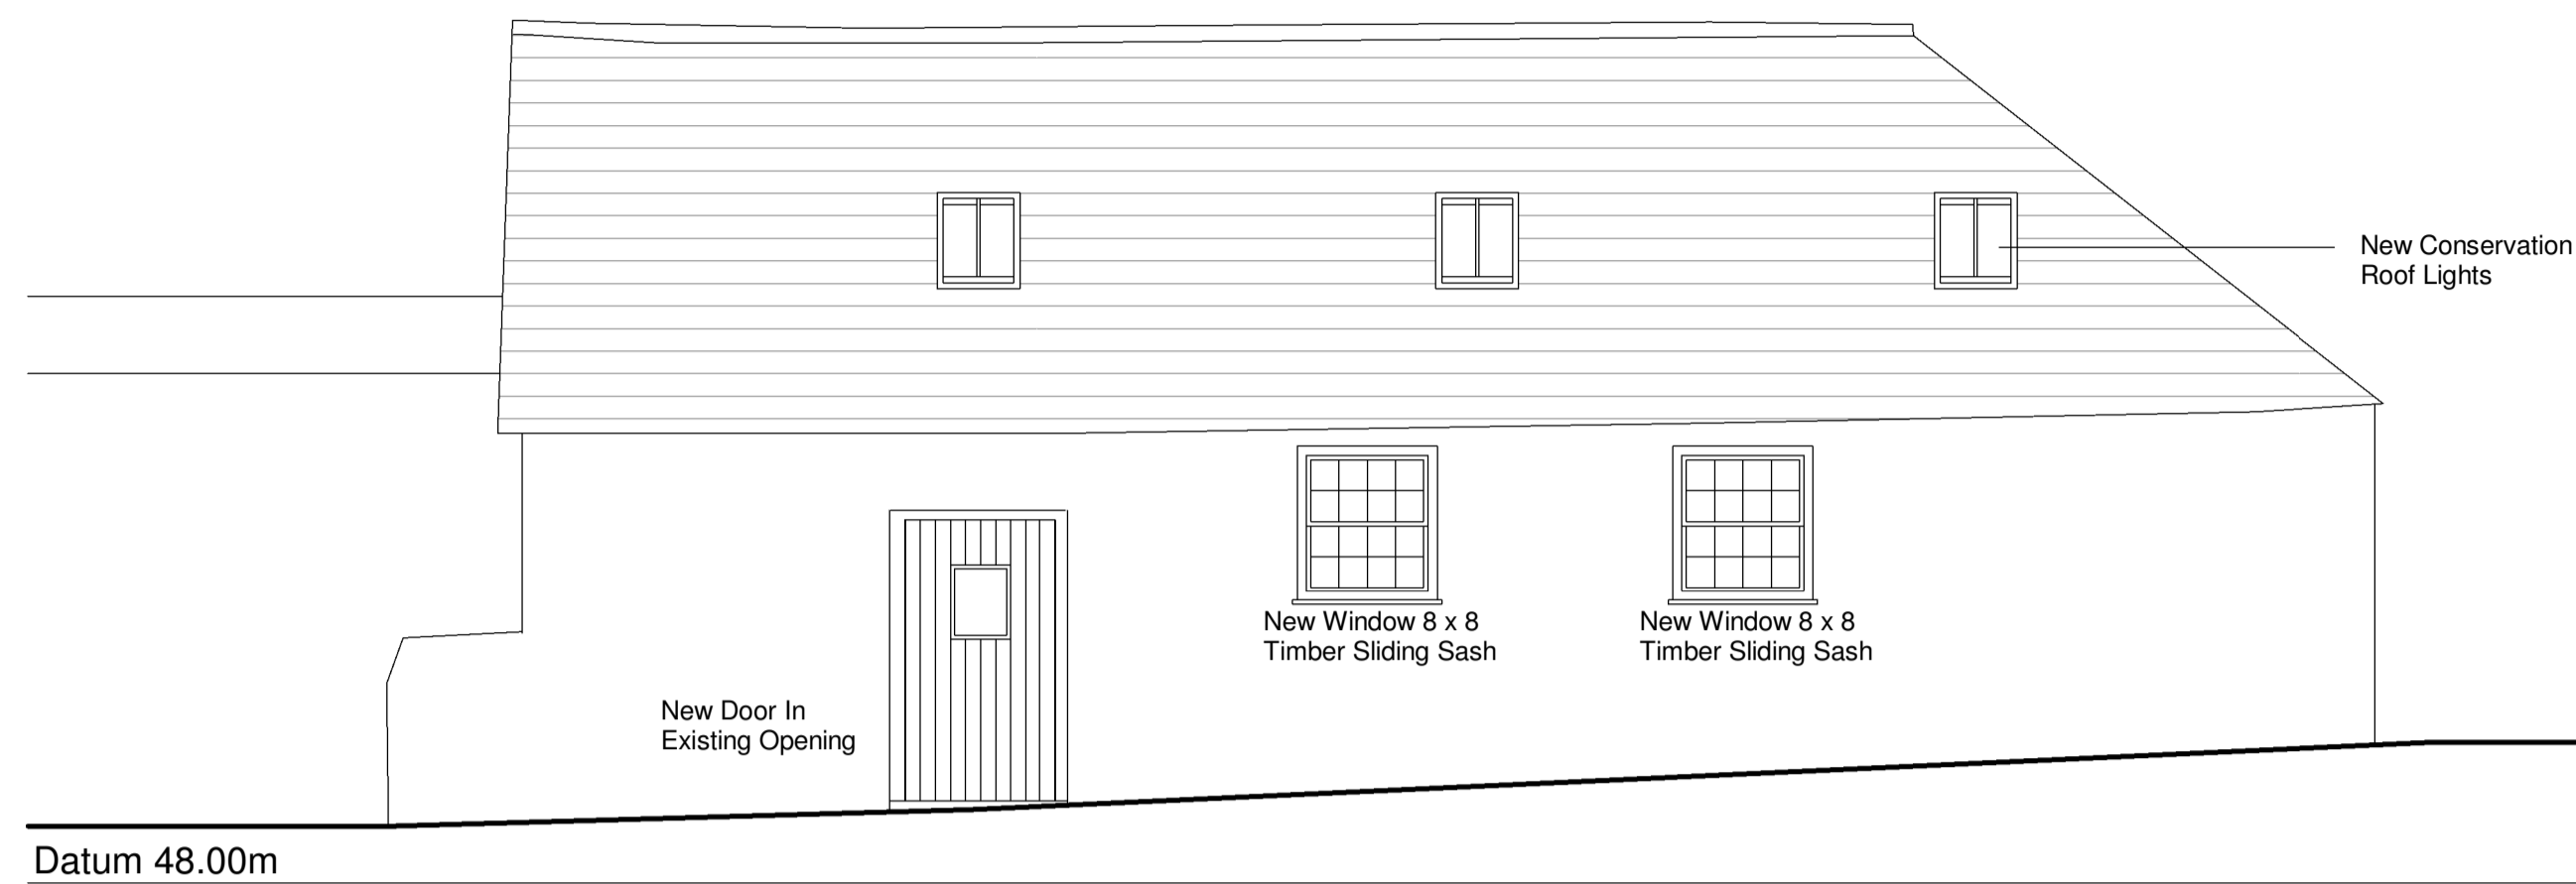 New Conservation
Roof Lights
New Window 8 x 8
Timber Sliding Sash
New Window 8 x 8
Timber Sliding Sash
New Door In
Existing Opening
Datum 48.00m